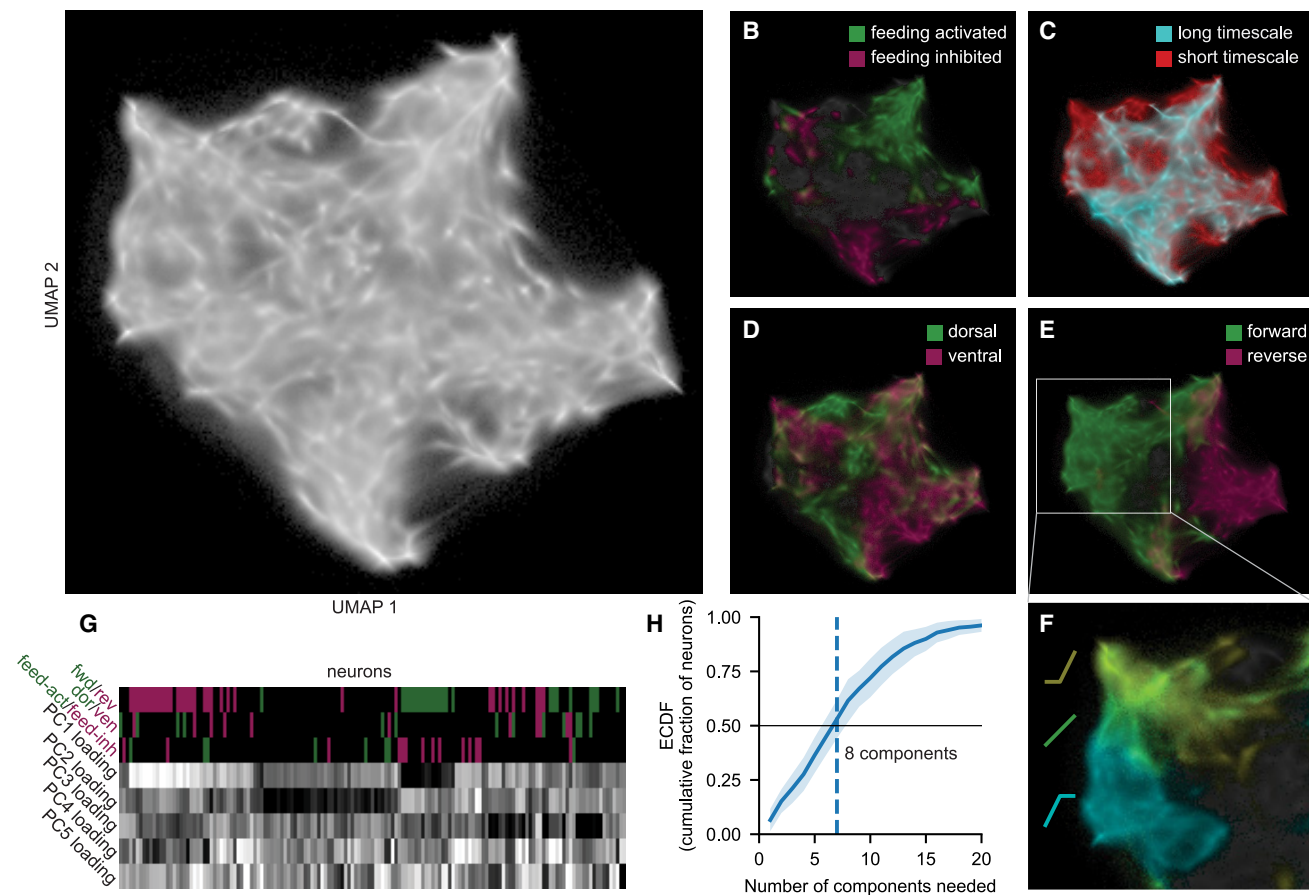 UMAP 2
UMAP 1
B
feeding activated
feeding inhibited
C
long timescale
short timescale
D
dorsal
ventral
E
forward
reverse
F
G
neurons
fwd/rev
dor/ven
feed-act/feed-inh
PC1 loading
PC2 loading
PC3 loading
PC4 loading
PC5 loading
H
ECDF
(cumulative fraction of neurons)
1.00
0.75
0.50
0.25
0.00
8 components
0 5 10 15 20
Number of components needed